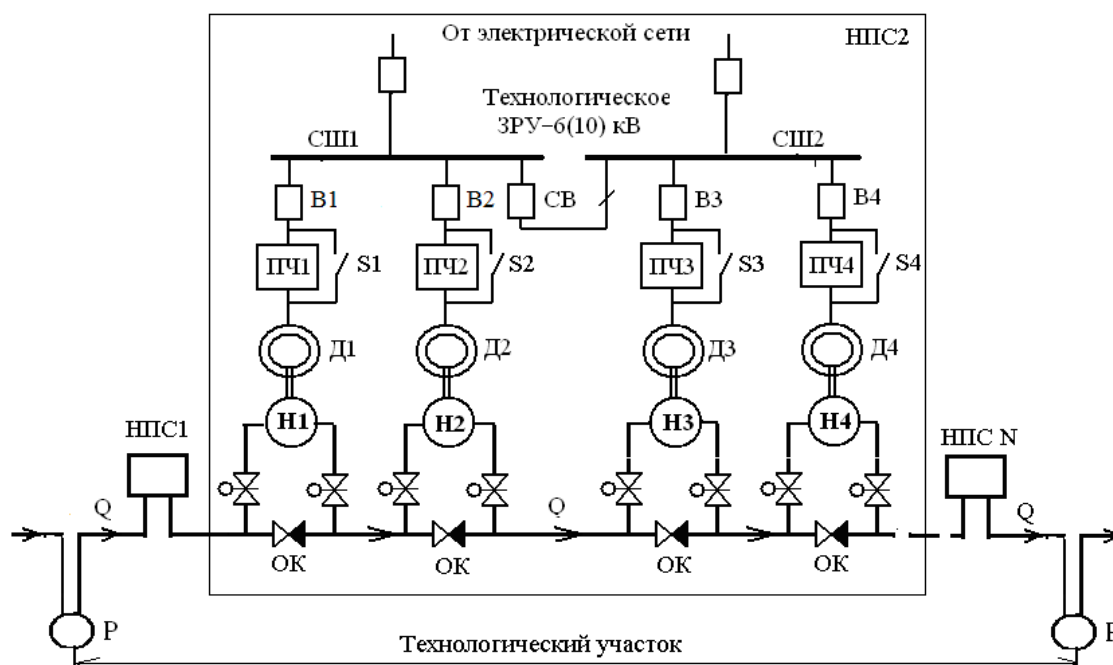 От электрической сети
НПС2
Технологическое
ЗРУ-6(10) кВ
СШ1
СШ2
В1
В2
СВ
В3
В4
ПЧ1
S1
ПЧ2
S2
ПЧ3
S3
ПЧ4
S4
Д1
Д2
Д3
Д4
Н1
Н2
Н3
Н4
НПС1
НПС N
Q
Q
Q
ОК
ОК
ОК
ОК
Р
Р
Технологический участок